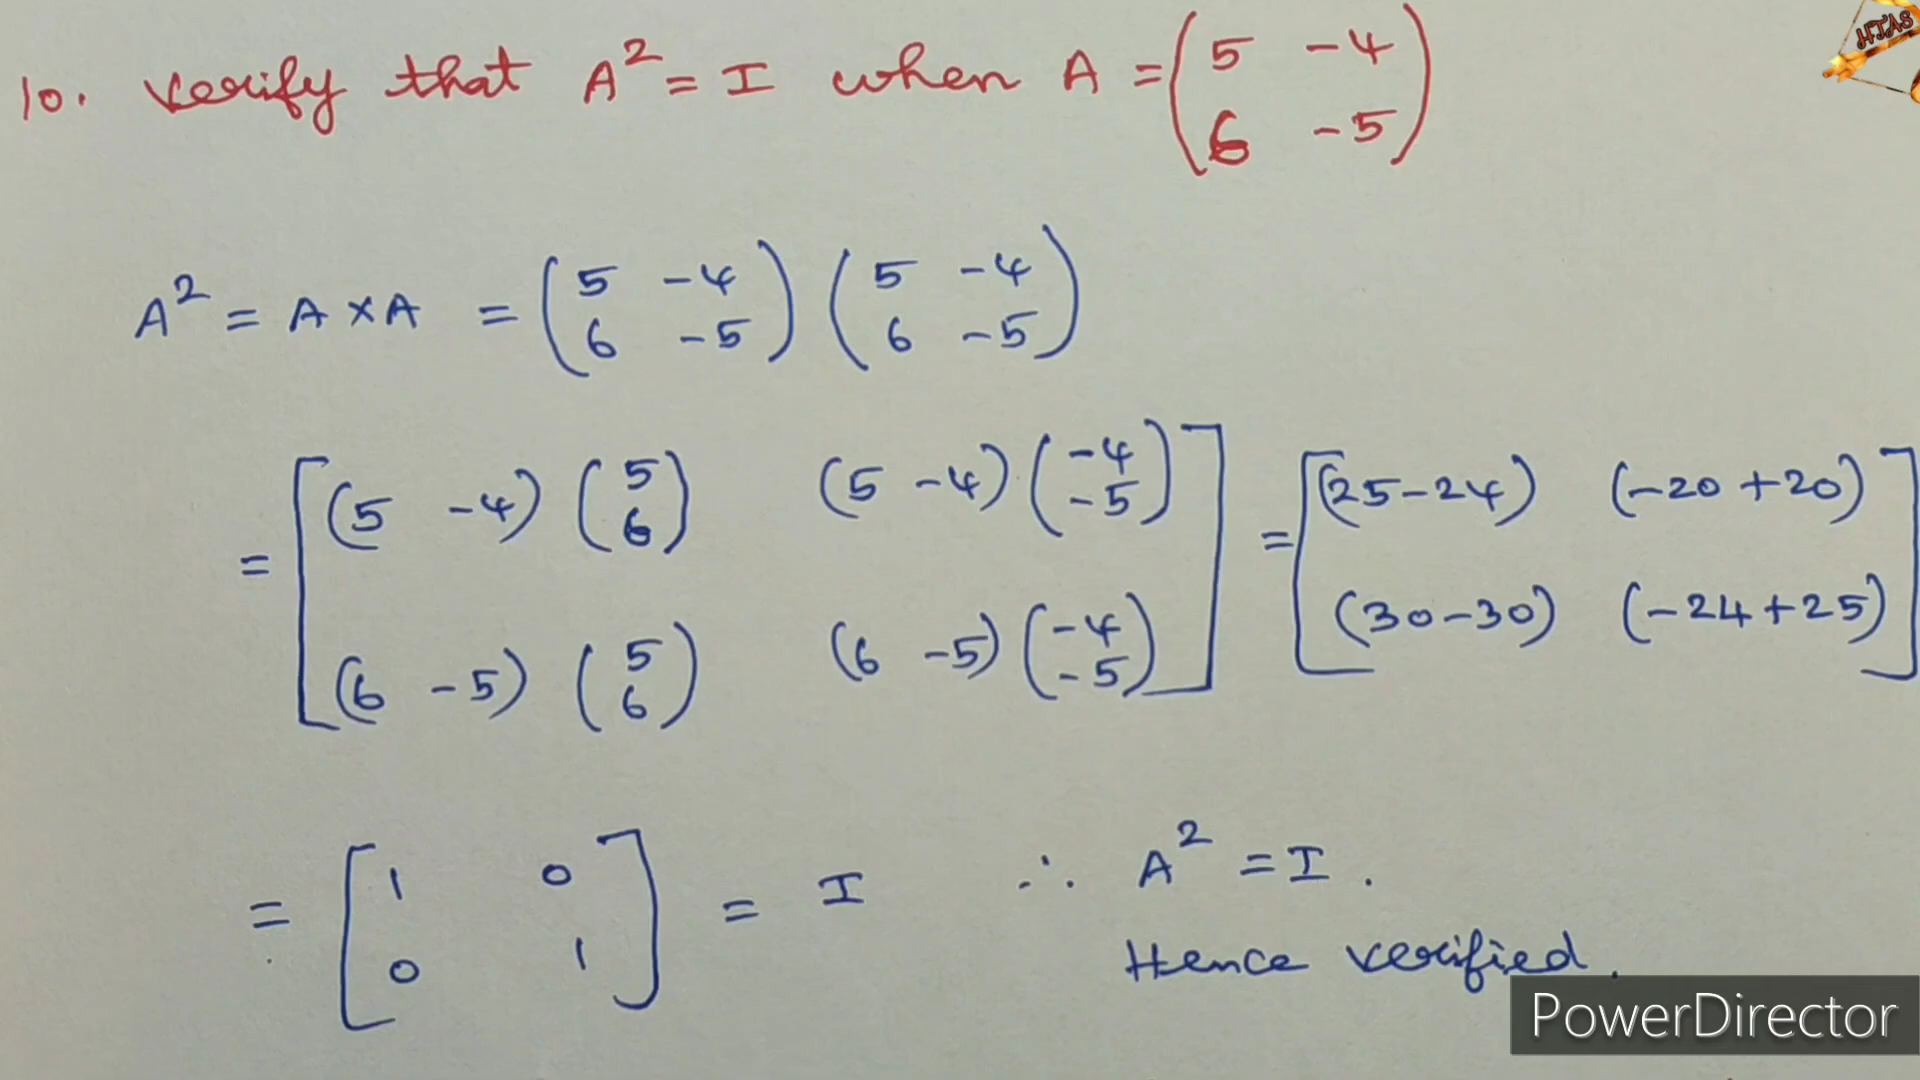 HTAS
10. Verify that A² = I when A = (5 -4
6 -5)
A² = A × A = (5 -4
6 -5) (5 -4
6 -5)
= [(5 -4) (5
6) (5 -4) (-4
-5)
(6 -5) (5
6) (6 -5) (-4
-5)] = [(25-24) (-20+20)
(30-30) (-24+25)]
= [1 0
0 1] = I ∴ A² = I.
Hence verified.
PowerDirector